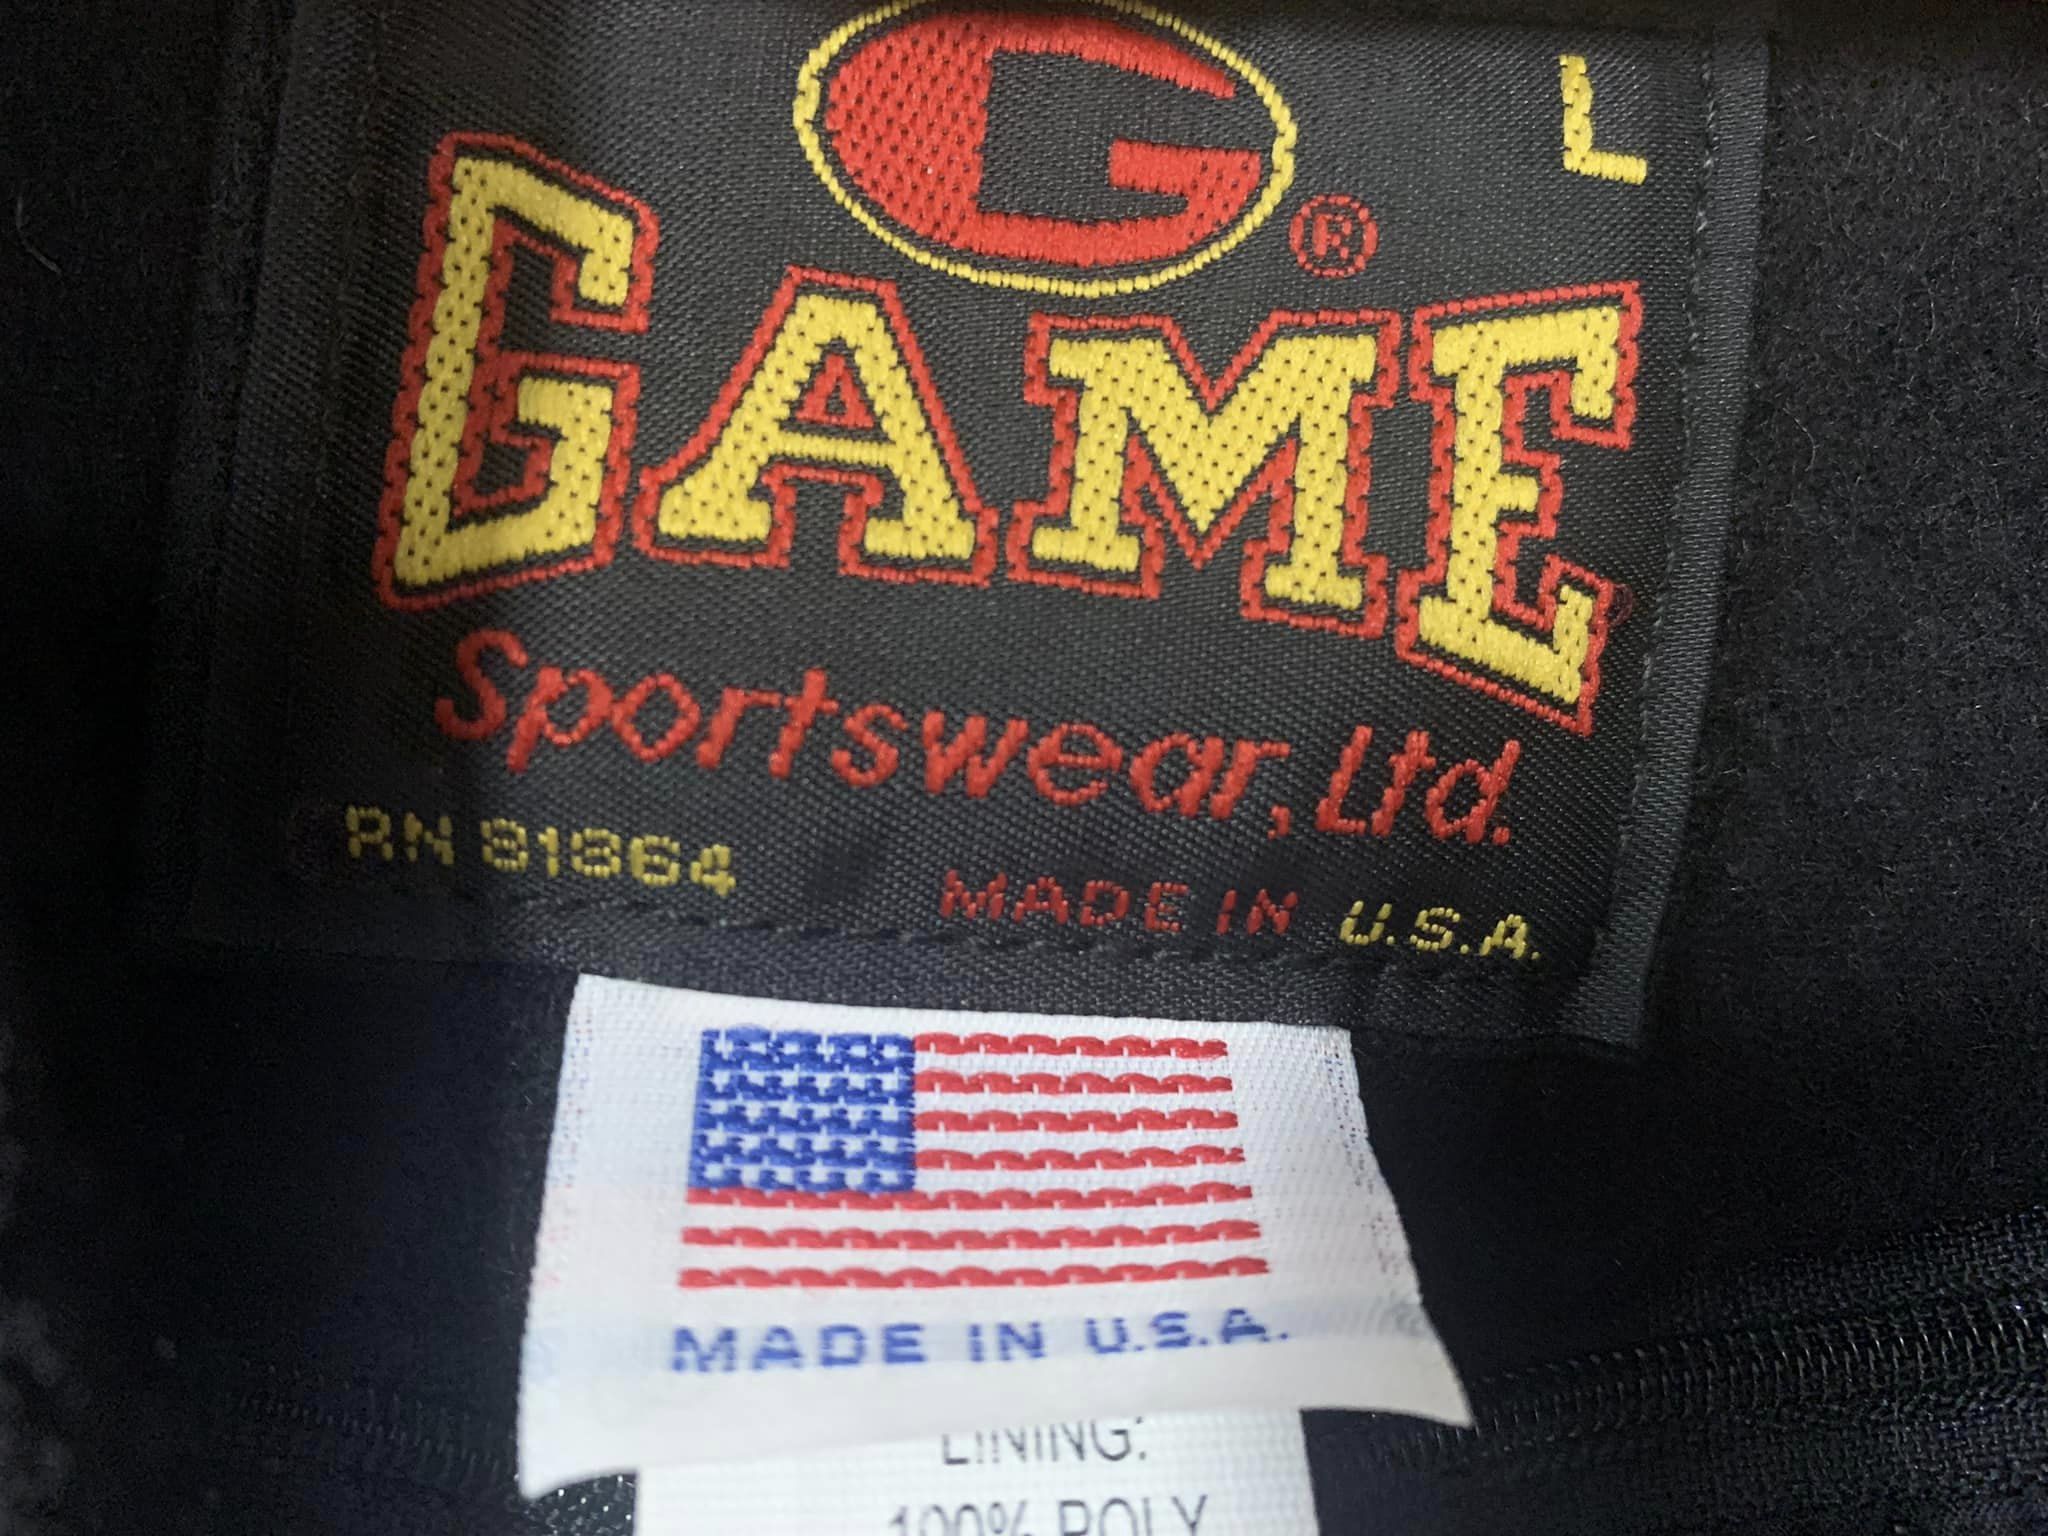 G ® L
GAME
Sportswear, Ltd.
RN 81864 MADE IN U.S.A.
MADE IN U.S.A.
LINING:
100% POLY